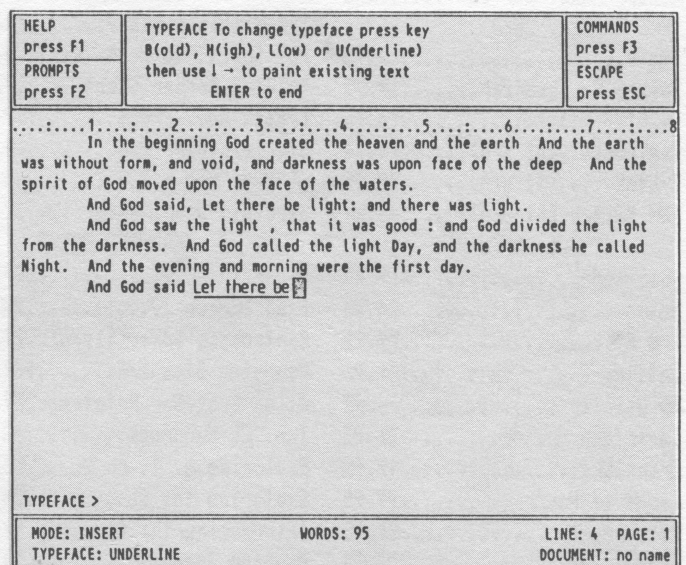 HELP
press F1
PROMPTS
press F2
TYPEFACE To change typeface press key
B(old), H(igh), L(ow) or U(nderline)
then use ↓ → to paint existing text
ENTER to end
COMMANDS
press F3
ESCAPE
press ESC
....:....1....:....2....:....3....:....4....:....5....:....6....:....7....:....8
In the beginning God created the heaven and the earth And the earth
was without form, and void, and darkness was upon face of the deep And the
spirit of God moved upon the face of the waters.
And God said, Let there be light: and there was light.
And God saw the light , that it was good : and God divided the light
from the darkness. And God called the light Day, and the darkness he called
Night. And the evening and morning were the first day.
And God said Let there be
TYPEFACE >
MODE: INSERT WORDS: 95 LINE: 4 PAGE: 1
TYPEFACE: UNDERLINE DOCUMENT: no name